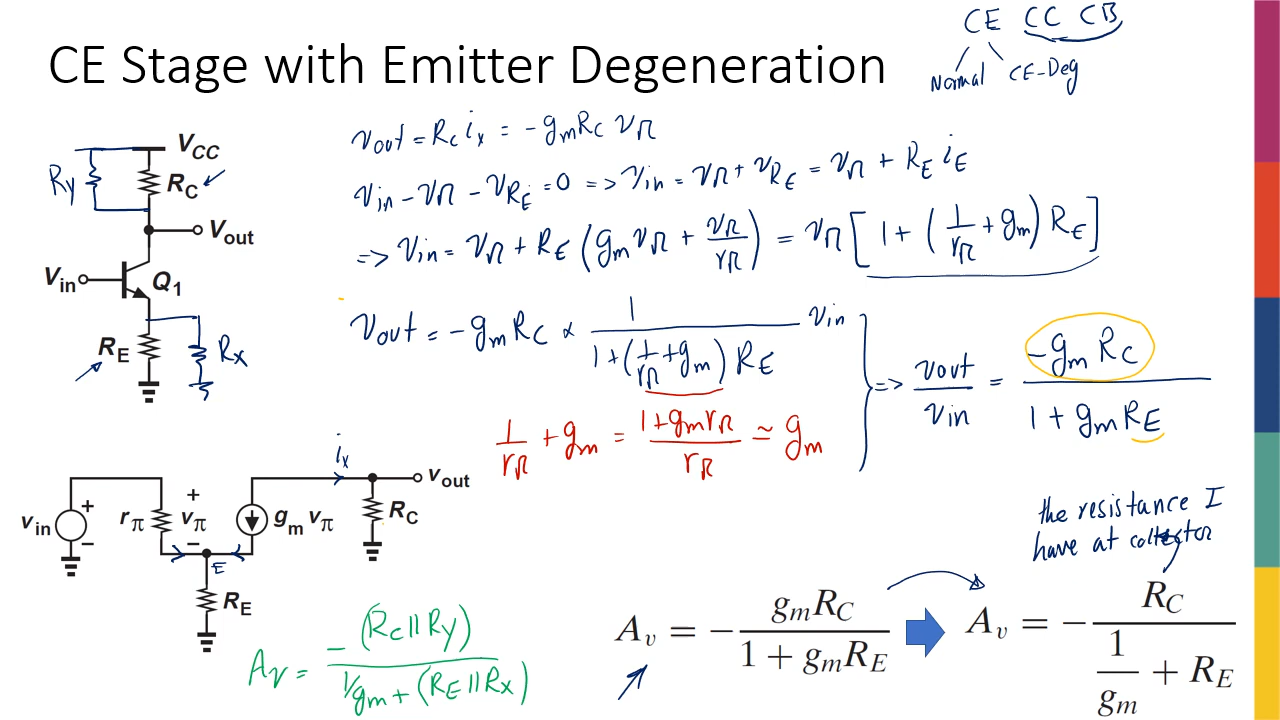 CE Stage with Emitter Degeneration
CE CC CB
Normal CE-Deg
VCC
Ry
RC
Vout
Vin
Q1
RE
Rx
vout = Rc ix = -gm Rc vπ
vin - vπ - vRE = 0 => vin = vπ + vRE = vπ + RE iE
=> vin = vπ + RE (gm vπ + vπ/rπ) = vπ [1 + (1/rπ + gm) RE]
vout = -gm Rc × 1/(1 + (1/rπ + gm) RE) vin
=> vout/vin = -gm Rc/(1 + gm RE)
1/rπ + gm = (1 + gm rπ)/rπ ≃ gm
ix
vout
vin
rπ
+ vπ −
gm vπ
RC
E
RE
the resistance I
have at collector
Av = -(Rc||Ry)/(1/gm + (RE||Rx))
Av = − gmRC/(1 + gmRE)
Av = − RC/(1/gm + RE)